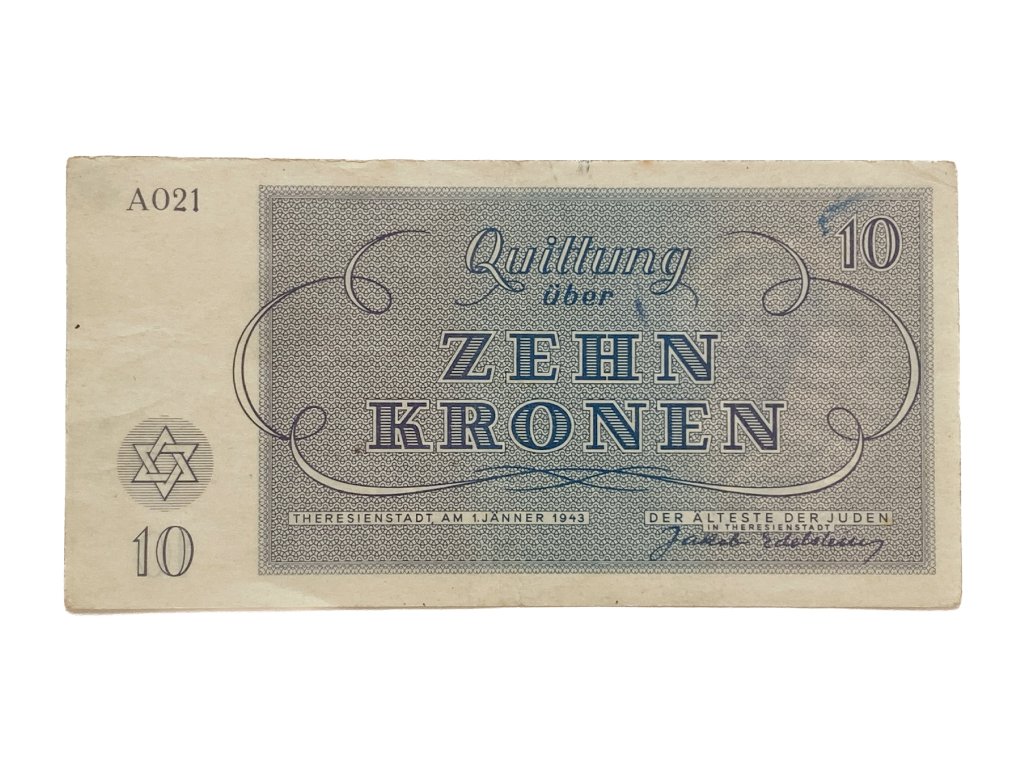 A021
10
Quittung
über
ZEHN
KRONEN
10
THERESIENSTADT, AM 1. JÄNNER 1943
DER ÄLTESTE DER JUDEN
IN THERESIENSTADT
Jakob Edelstein